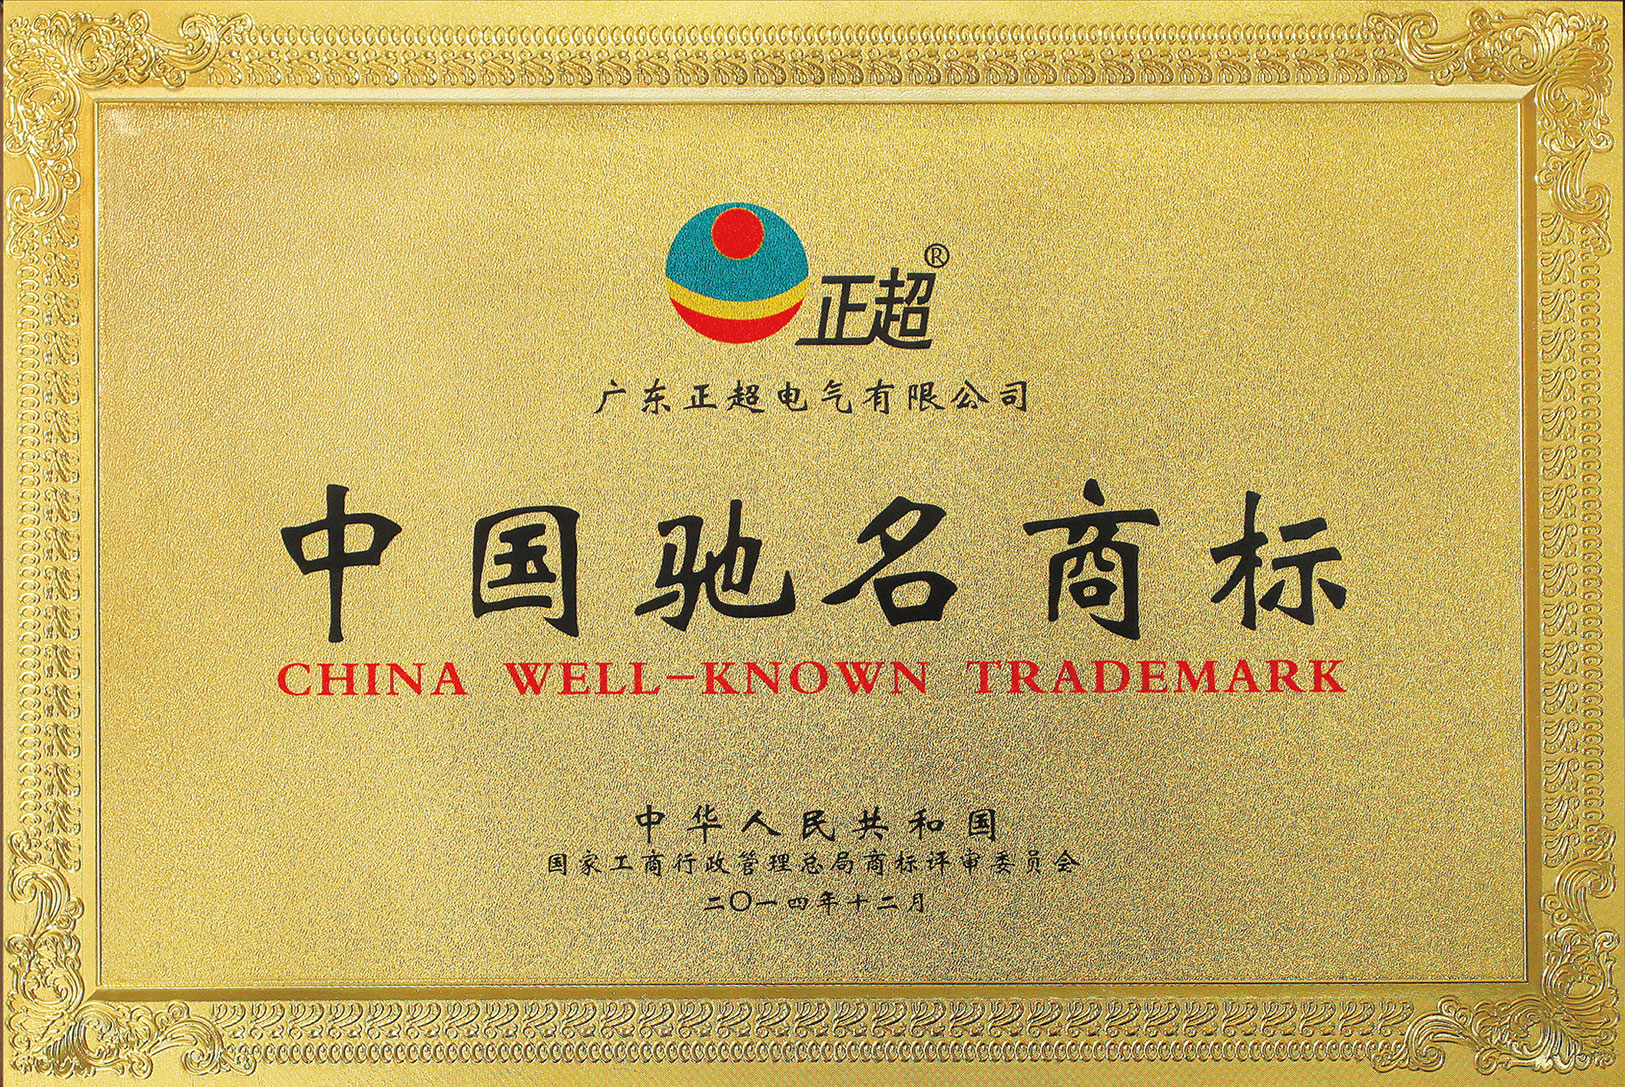 正超®
广东正超电气有限公司
中国驰名商标
CHINA WELL-KNOWN TRADEMARK
中华人民共和国
国家工商行政管理总局商标评审委员会
二〇一四年十二月